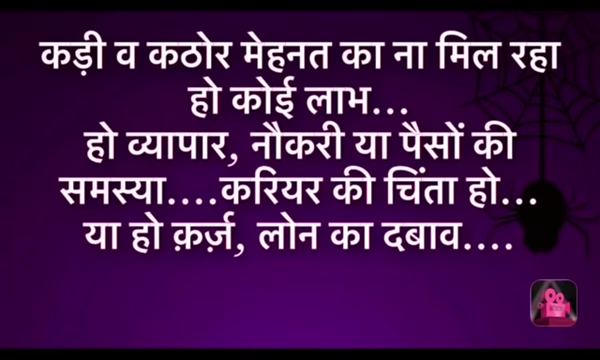 कड़ी व कठोर मेहनत का ना मिल रहा
हो कोई लाभ...
हो व्यापार, नौकरी या पैसों की
समस्या....करियर की चिंता हो...
या हो क़र्ज़, लोन का दबाव....